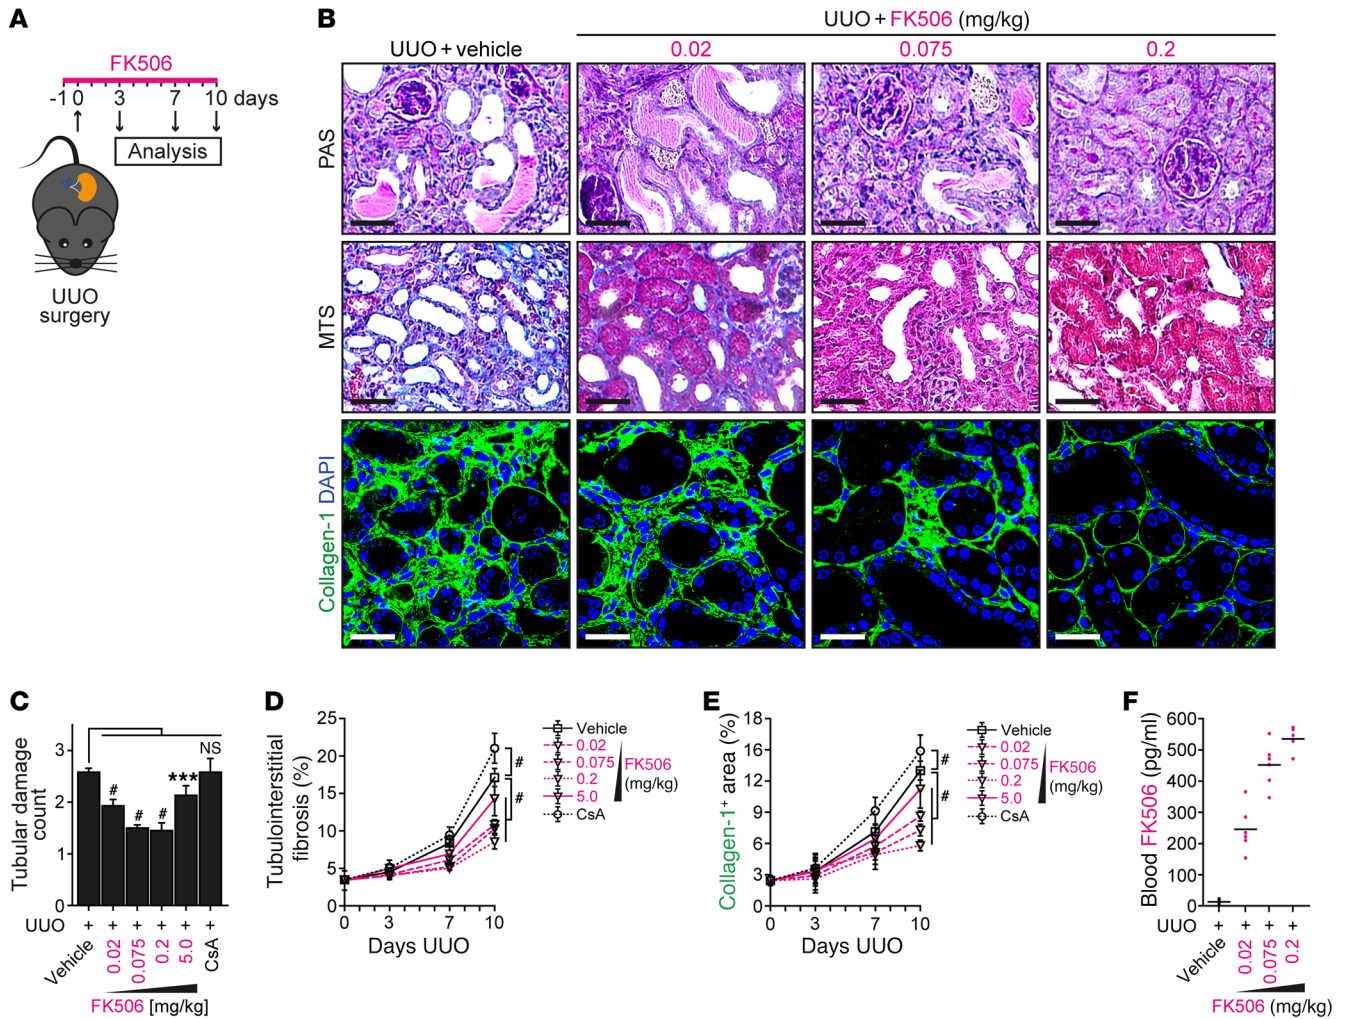 A
FK506
-1 0 3 7 10 days
Analysis
UUO
surgery
B
UUO + FK506 (mg/kg)
UUO + vehicle 0.02 0.075 0.2
PAS
MTS
Collagen-1 DAPI
C
Tubular damage
count
3
2
1
0
# # # *** NS
UUO + + + + + +
Vehicle 0.02 0.075 0.2 5.0 CsA
FK506 [mg/kg]
D
Tubulointerstitial
fibrosis (%)
25
20
15
10
5
0
0 3 7 10
Days UUO
#
#
Vehicle
0.02
0.075
0.2
5.0
CsA
FK506
(mg/kg)
E
Collagen-1+ area (%)
18
15
12
9
6
3
0
0 3 7 10
Days UUO
#
#
Vehicle
0.02
0.075
0.2
5.0
CsA
FK506
(mg/kg)
F
Blood FK506 (pg/ml)
600
500
400
300
200
100
0
UUO + + + +
Vehicle 0.02 0.075 0.2
FK506 (mg/kg)